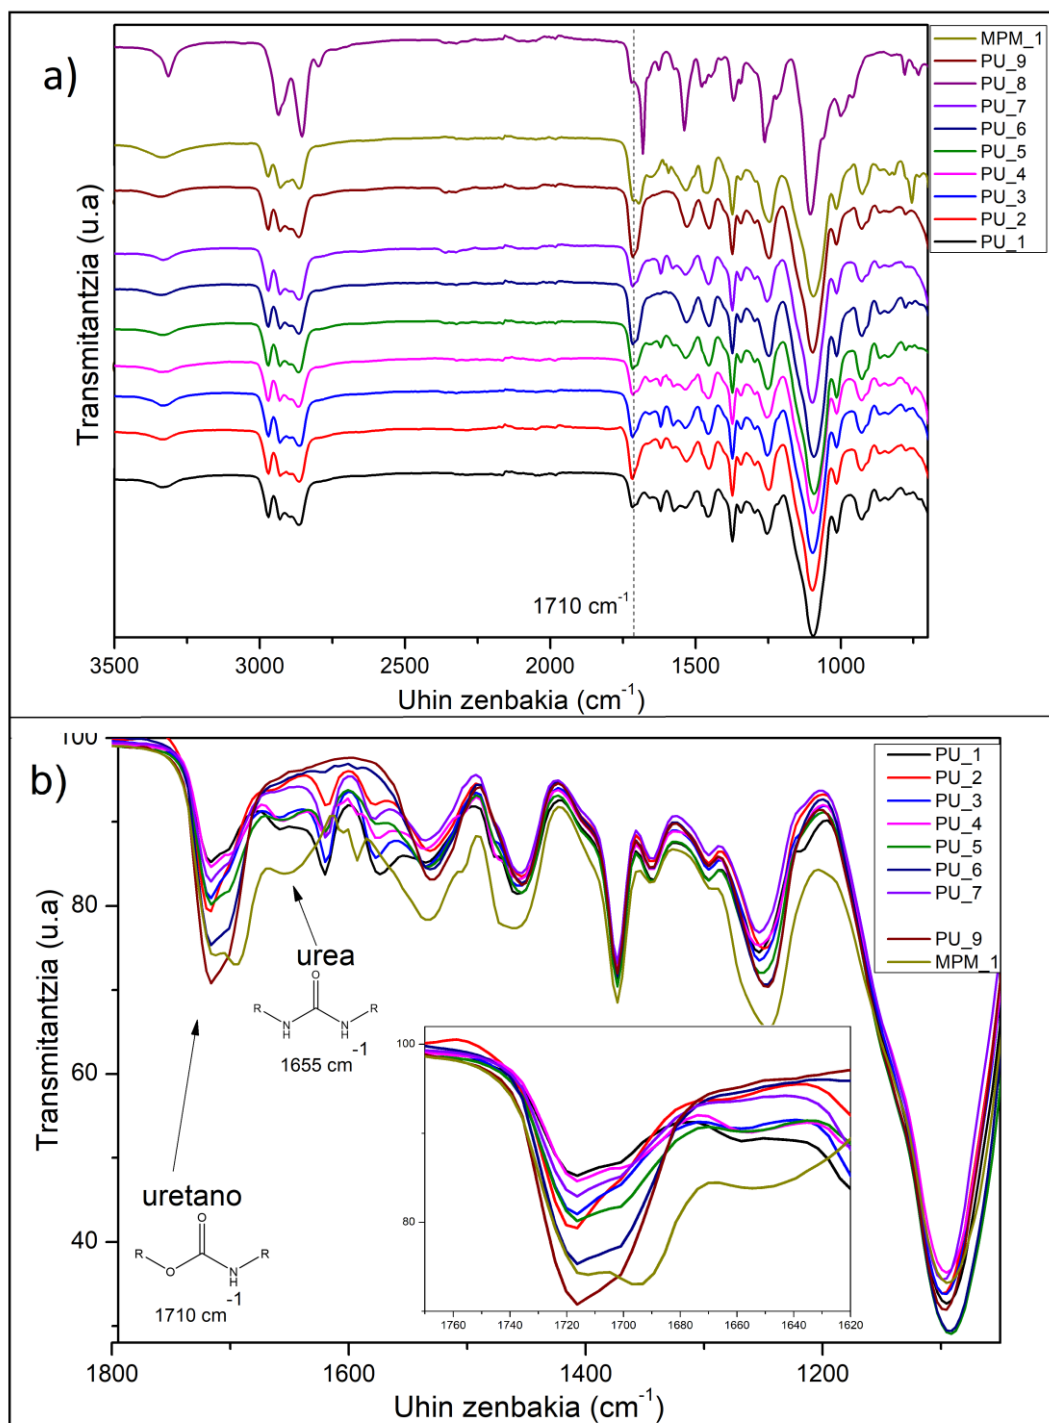 a)
MPM_1
PU_9
PU_8
PU_7
PU_6
PU_5
PU_4
PU_3
PU_2
PU_1
Transmitantzia (u.a)
1710 cm-1
3500 3000 2500 2000 1500 1000
Uhin zenbakia (cm-1)
b)
100
80
60
40
Transmitantzia (u.a)
PU_1
PU_2
PU_3
PU_4
PU_5
PU_6
PU_7
PU_9
MPM_1
urea
O
R N H N H R
1655 cm-1
uretano
O
R O N H R
1710 cm-1
100
80
1760 1740 1720 1700 1680 1660 1640 1620
1800 1600 1400 1200
Uhin zenbakia (cm-1)